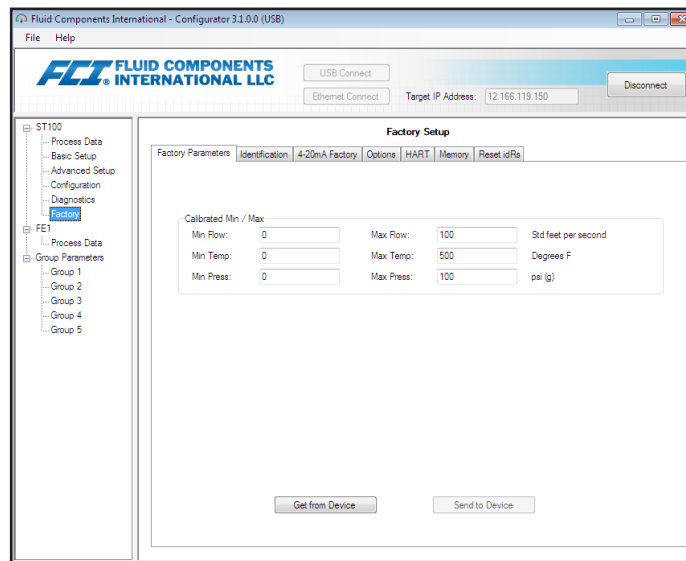 Fluid Components International - Configurator 3.1.0.0 (USB)
File Help
FCI. ® FLUID COMPONENTS
INTERNATIONAL LLC
USB Connect
Ethernet Connect
Target IP Address: 12.166.119.150
Disconnect
ST100
Process Data
Basic Setup
Advanced Setup
Configuration
Diagnostics
Factory
FE1
Process Data
Group Parameters
Group 1
Group 2
Group 3
Group 4
Group 5
Factory Setup
Factory Parameters Identification 4-20mA Factory Options HART Memory Reset idRs
Calibrated Min / Max
Min Flow: 0 Max Flow: 100 Std feet per second
Min Temp: 0 Max Temp: 500 Degrees F
Min Press: 0 Max Press: 100 psi (g)
Get from Device Send to Device